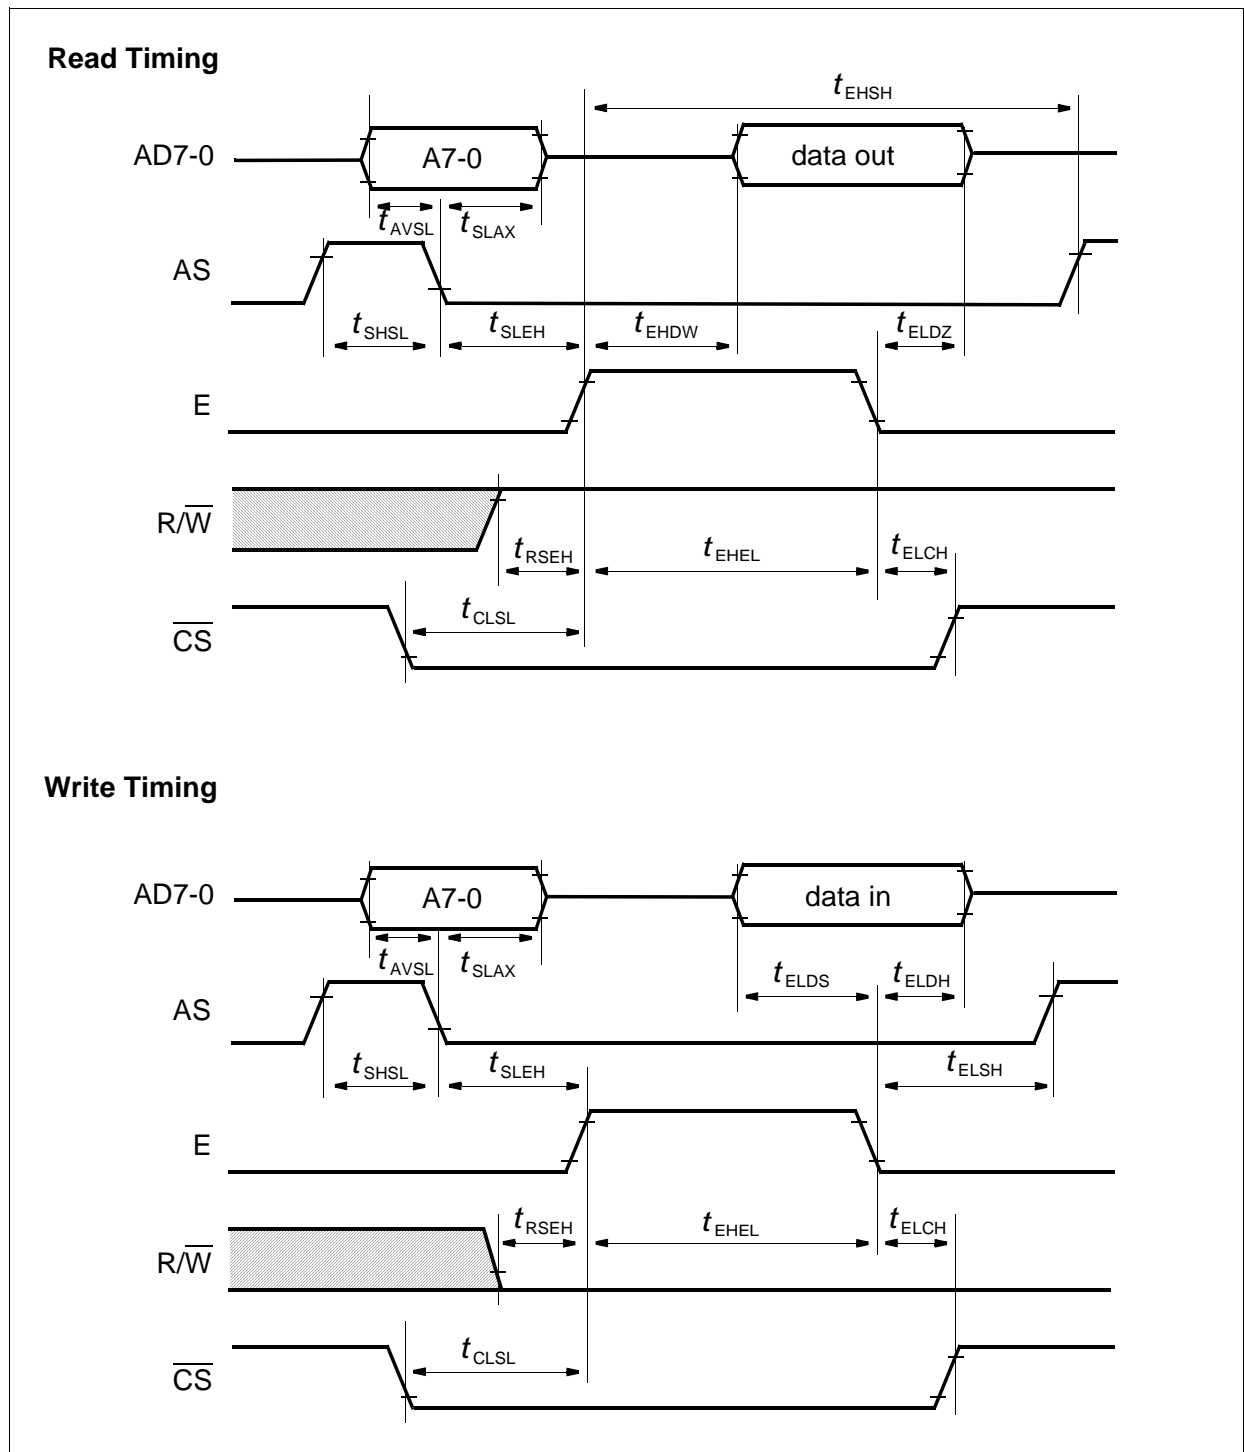 Read Timing
tEHSH
AD7-0 A7-0 data out
tAVSL tSLAX
AS
tSHSL tSLEH tEHDW tELDZ
E
R/W̅
tRSEH tEHEL tELCH
tCLSL
C̅S̅
Write Timing
AD7-0 A7-0 data in
tAVSL tSLAX tELDS tELDH
AS
tSHSL tSLEH tELSH
E
tRSEH tEHEL tELCH
R/W̅
tCLSL
C̅S̅